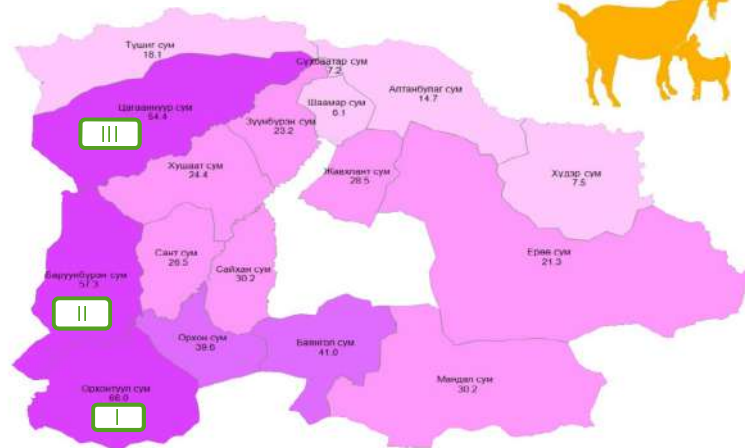 Түшиг сум
18.1
Сүхбаатар сум
7.2
Цагааннуур сум
54.4
III
Алтанбулаг сум
14.7
Шаамар сум
6.1
Зүүнбүрэн сум
23.2
Хушаат сум
24.4
Жавхлант сум
28.5
Хүдэр сум
7.5
Баруунбүрэн сум
57.3
II
Сант сум
26.5
Сайхан сум
30.2
Ерөө сум
21.3
Орхон сум
39.6
Баянгол сум
41.0
Мандал сум
30.2
Орхонтуул сум
68.0
I